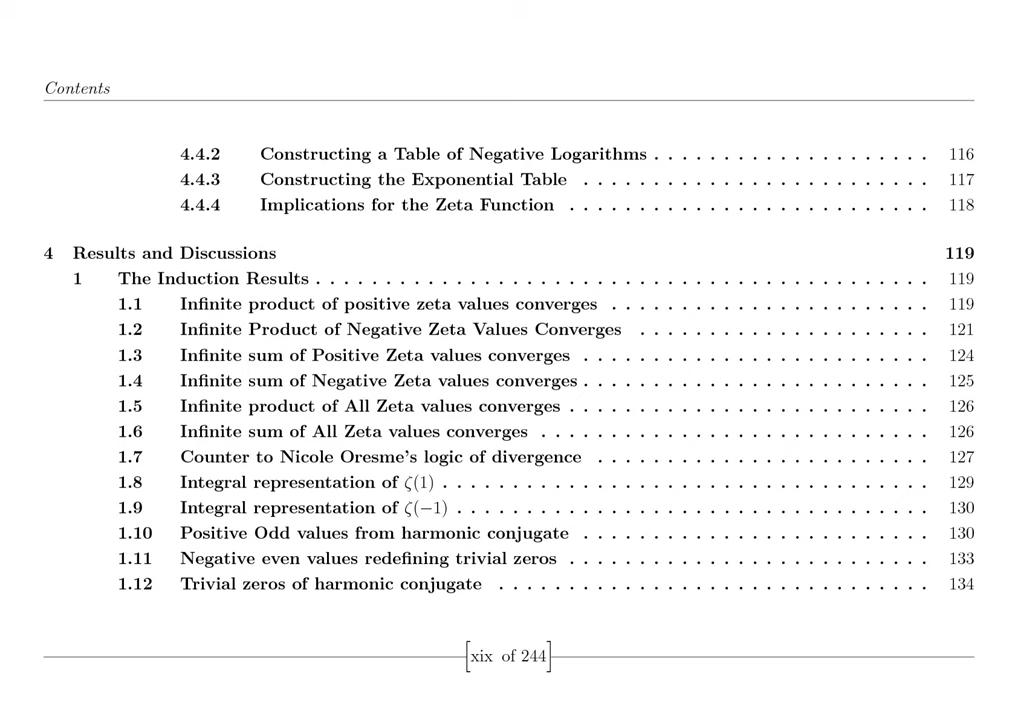 Contents
4.4.2 Constructing a Table of Negative Logarithms . . . . . . . . . . . . . . . . . . . . 116
4.4.3 Constructing the Exponential Table . . . . . . . . . . . . . . . . . . . . . . . . . 117
4.4.4 Implications for the Zeta Function . . . . . . . . . . . . . . . . . . . . . . . . . . 118
4 Results and Discussions 119
1 The Induction Results . . . . . . . . . . . . . . . . . . . . . . . . . . . . . . . . . . . . . . . . . . . . 119
1.1 Infinite product of positive zeta values converges . . . . . . . . . . . . . . . . . . . . . . . 119
1.2 Infinite Product of Negative Zeta Values Converges . . . . . . . . . . . . . . . . . . . . . 121
1.3 Infinite sum of Positive Zeta values converges . . . . . . . . . . . . . . . . . . . . . . . . . 124
1.4 Infinite sum of Negative Zeta values converges . . . . . . . . . . . . . . . . . . . . . . . . . 125
1.5 Infinite product of All Zeta values converges . . . . . . . . . . . . . . . . . . . . . . . . . . 126
1.6 Infinite sum of All Zeta values converges . . . . . . . . . . . . . . . . . . . . . . . . . . . . 126
1.7 Counter to Nicole Oresme's logic of divergence . . . . . . . . . . . . . . . . . . . . . . . . 127
1.8 Integral representation of ζ(1) . . . . . . . . . . . . . . . . . . . . . . . . . . . . . . . . . . . 129
1.9 Integral representation of ζ(−1) . . . . . . . . . . . . . . . . . . . . . . . . . . . . . . . . . . 130
1.10 Positive Odd values from harmonic conjugate . . . . . . . . . . . . . . . . . . . . . . . . . 130
1.11 Negative even values redefining trivial zeros . . . . . . . . . . . . . . . . . . . . . . . . . . 133
1.12 Trivial zeros of harmonic conjugate . . . . . . . . . . . . . . . . . . . . . . . . . . . . . . . 134
[xix of 244]